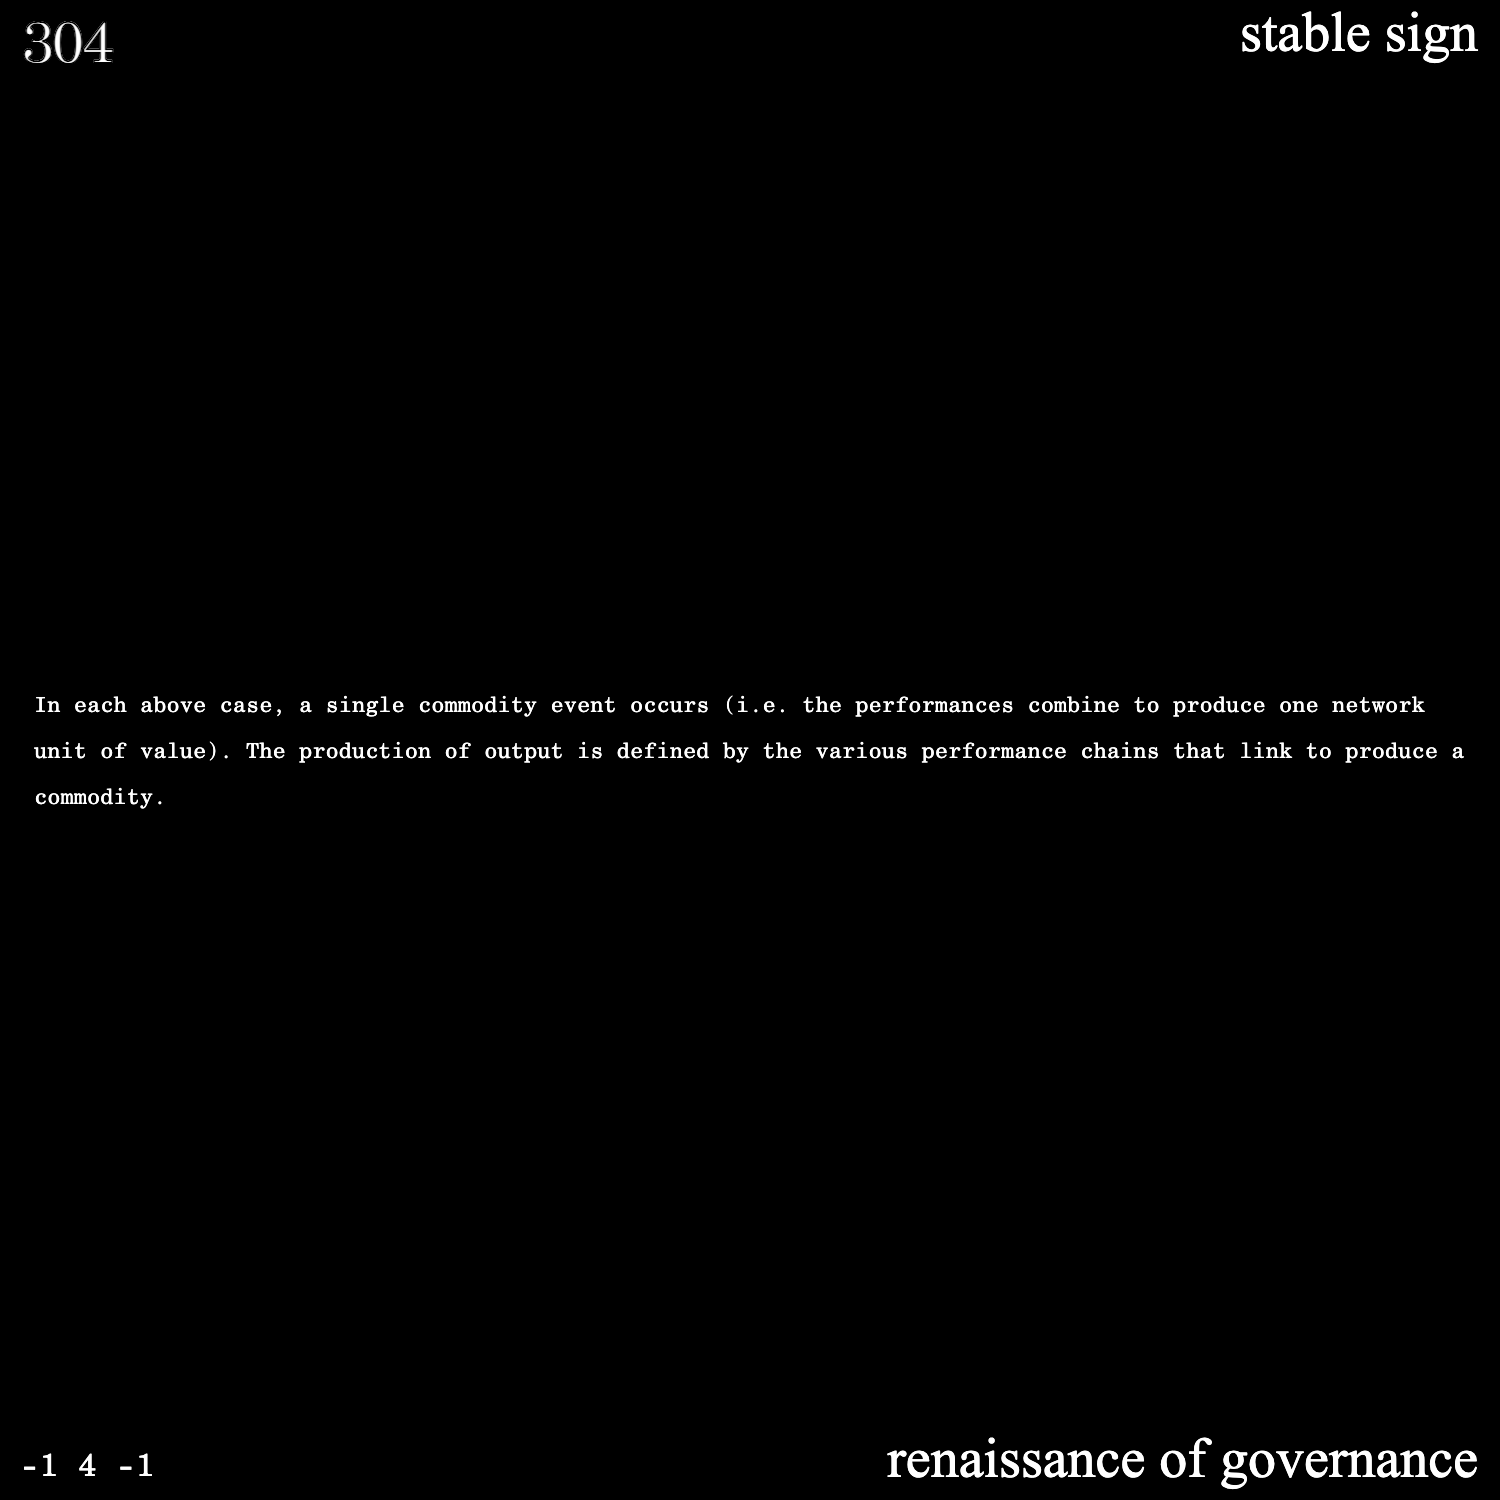 304
stable sign
In each above case, a single commodity event occurs (i.e. the performances combine to produce one network
unit of value). The production of output is defined by the various performance chains that link to produce a
commodity.
-1 4 -1
renaissance of governance